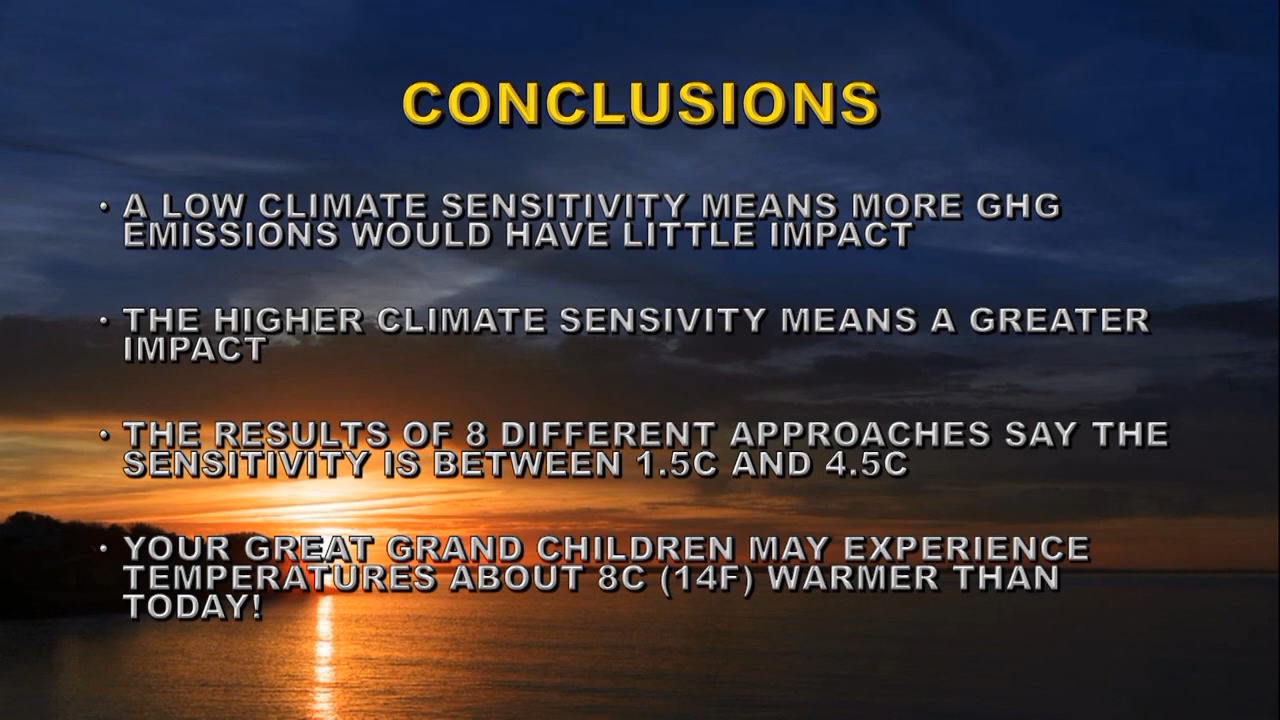 CONCLUSIONS
• A LOW CLIMATE SENSITIVITY MEANS MORE GHG
EMISSIONS WOULD HAVE LITTLE IMPACT
• THE HIGHER CLIMATE SENSIVITY MEANS A GREATER
IMPACT
• THE RESULTS OF 8 DIFFERENT APPROACHES SAY THE
SENSITIVITY IS BETWEEN 1.5C AND 4.5C
• YOUR GREAT GRAND CHILDREN MAY EXPERIENCE
TEMPERATURES ABOUT 8C (14F) WARMER THAN
TODAY!